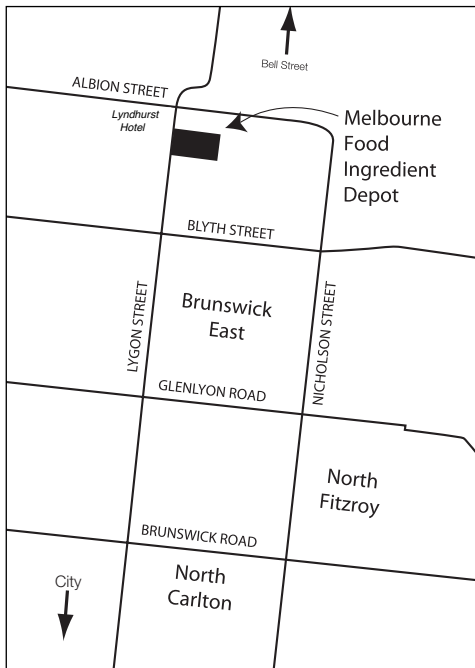 Bell Street
ALBION STREET
Lyndhurst
Hotel
Melbourne
Food
Ingredient
Depot
BLYTH STREET
LYGON STREET
Brunswick
East
NICHOLSON STREET
GLENLYON ROAD
North
Fitzroy
BRUNSWICK ROAD
City
North
Carlton